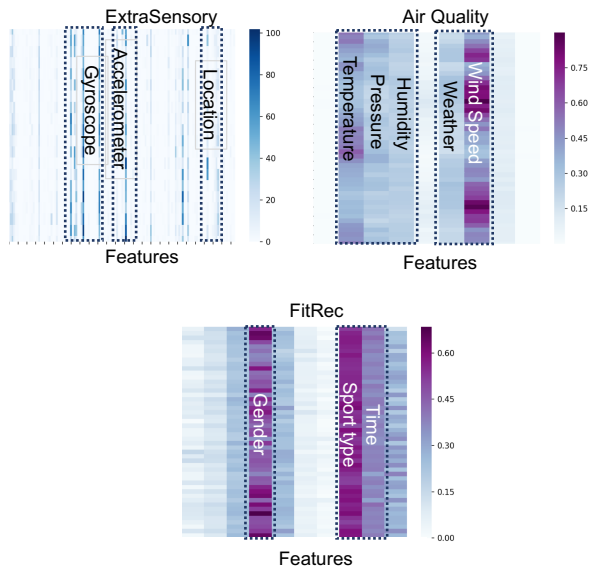 ExtraSensory
Gyroscope
Accelerometer
Location
100
80
60
40
20
0
Features
Air Quality
Temperature
Pressure
Humidity
Weather
Wind Speed
0.75
0.60
0.45
0.30
0.15
Features
FitRec
Gender
Sport type
Time
0.60
0.45
0.30
0.15
0.00
Features